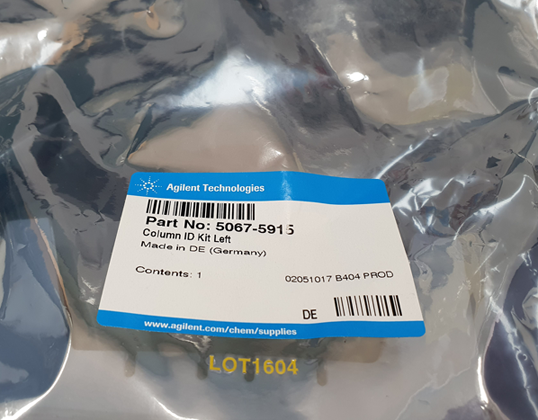 Agilent Technologies
Part No: 5067-5915
Column ID Kit Left
Made in DE (Germany)
Contents: 1
02051017 B404 PROD
DE
www.agilent.com/chem/supplies
LOT1604